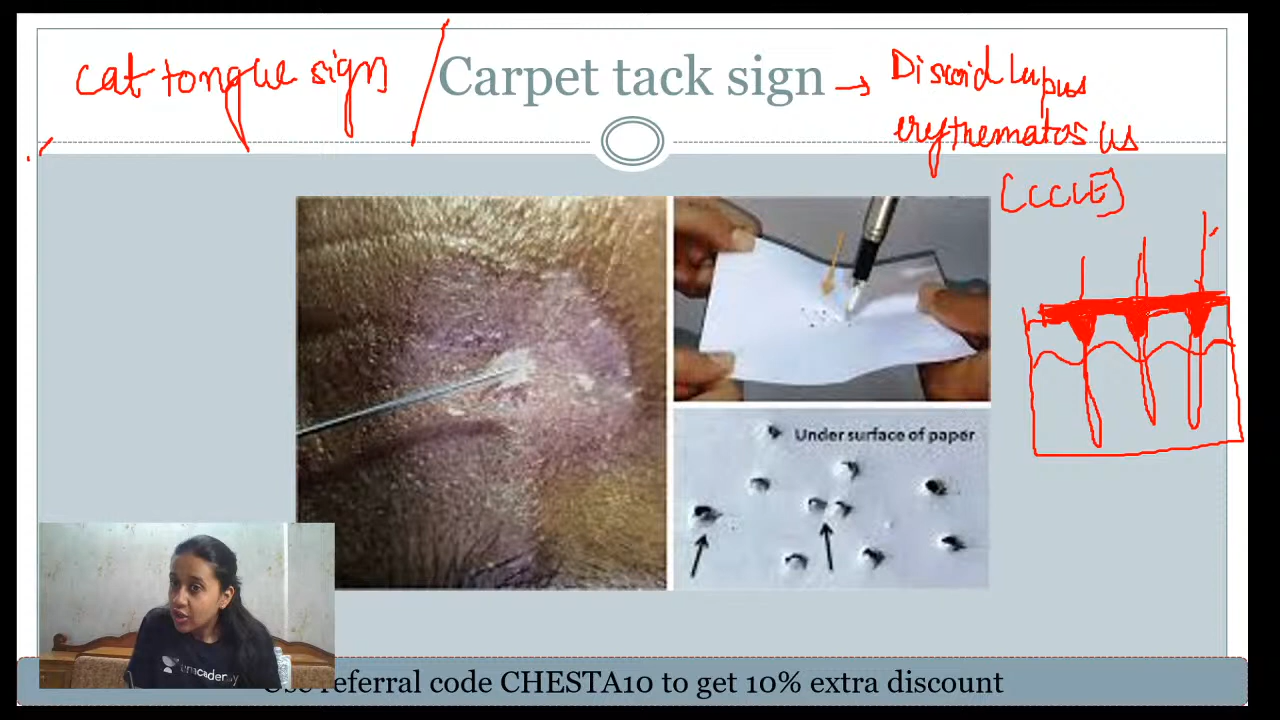 cat tongue sign / Carpet tack sign → Discoid lupus
erythematosus
[CCLE]
Under surface of paper
unacademy
referral code CHESTA10 to get 10% extra discount